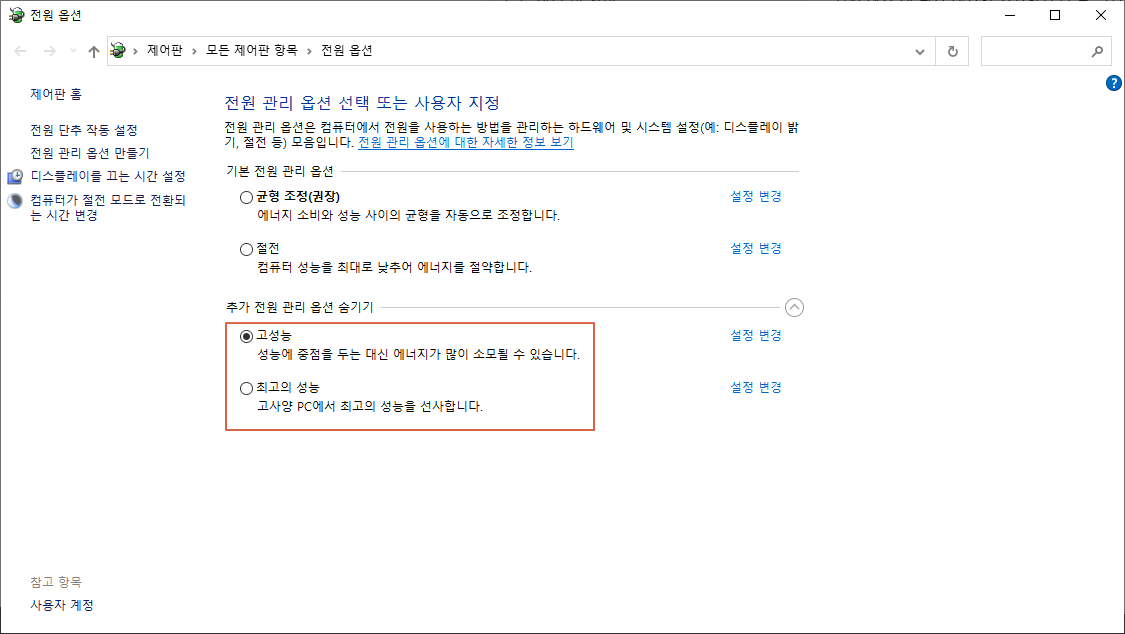 전원 옵션
제어판 › 모든 제어판 항목 › 전원 옵션
?
제어판 홈
전원 단추 작동 설정
전원 관리 옵션 만들기
디스플레이를 끄는 시간 설정
컴퓨터가 절전 모드로 전환되
는 시간 변경
전원 관리 옵션 선택 또는 사용자 지정
전원 관리 옵션은 컴퓨터에서 전원을 사용하는 방법을 관리하는 하드웨어 및 시스템 설정(예: 디스플레이 밝
기, 절전 등) 모음입니다. 전원 관리 옵션에 대한 자세한 정보 보기
기본 전원 관리 옵션
균형 조정(권장) 설정 변경
에너지 소비와 성능 사이의 균형을 자동으로 조정합니다.
절전 설정 변경
컴퓨터 성능을 최대로 낮추어 에너지를 절약합니다.
추가 전원 관리 옵션 숨기기
고성능 설정 변경
성능에 중점을 두는 대신 에너지가 많이 소모될 수 있습니다.
최고의 성능 설정 변경
고사양 PC에서 최고의 성능을 선사합니다.
참고 항목
사용자 계정